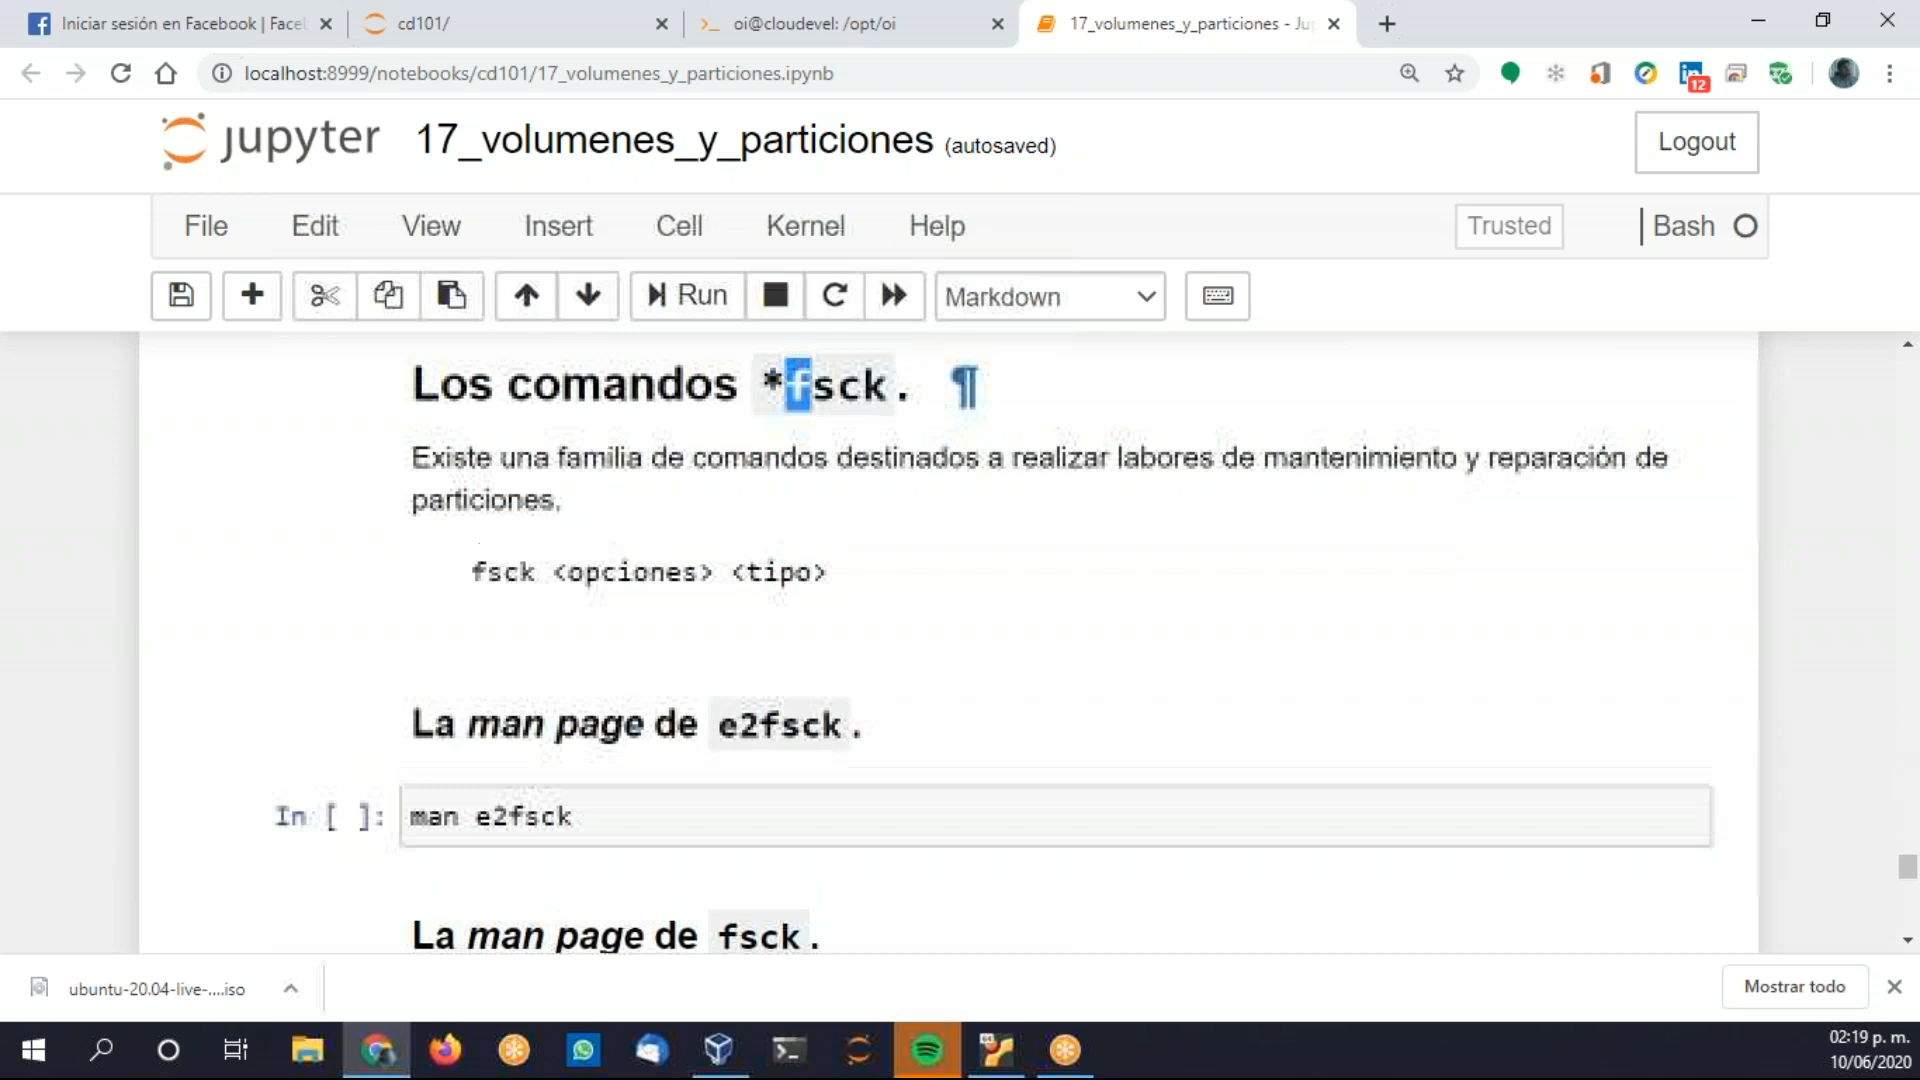 Iniciar sesión en Facebook | Face
cd101/
oi@cloudevel: /opt/oi
17_volumenes_y_particiones - Ju
localhost:8999/notebooks/cd101/17_volumenes_y_particiones.ipynb
12
jupyter 17_volumenes_y_particiones (autosaved)
Logout
File Edit View Insert Cell Kernel Help
Trusted
Bash
Run
Markdown
Los comandos *fsck. ¶
Existe una familia de comandos destinados a realizar labores de mantenimiento y reparación de
particiones.
fsck <opciones> <tipo>
La man page de e2fsck.
In [ ]: man e2fsck
La man page de fsck.
ubuntu-20.04-live-....iso
Mostrar todo
02:19 p. m.
10/06/2020